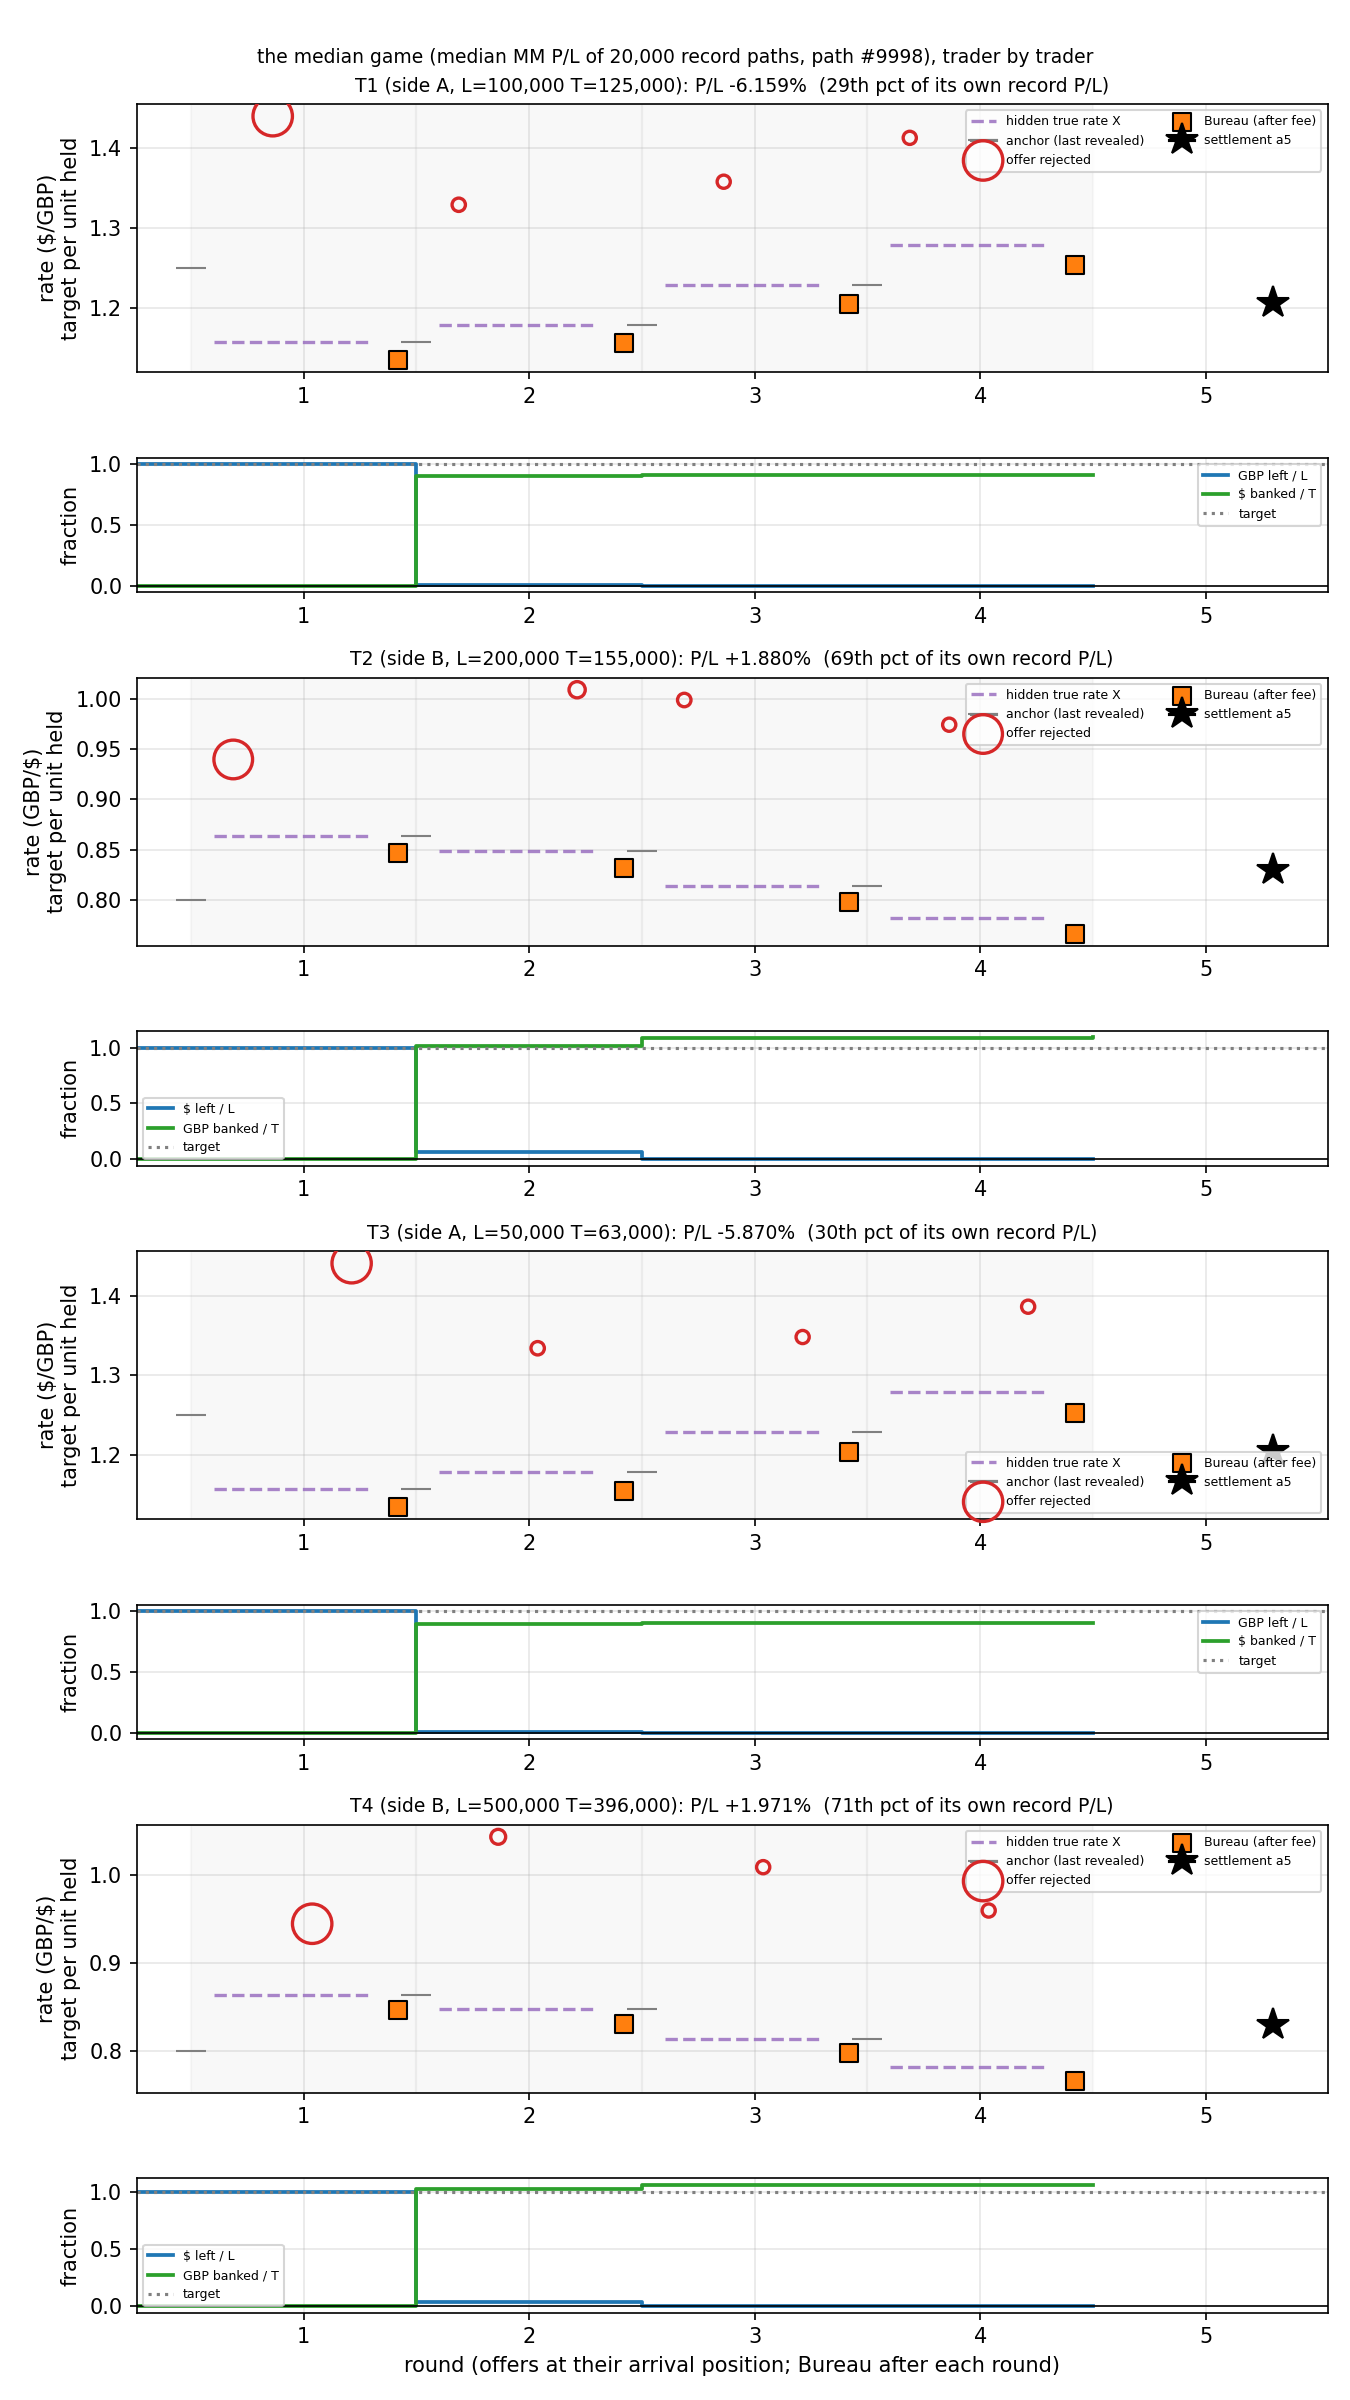 the median game (median MM P/L of 20,000 record paths, path #9998), trader by trader
T1 (side A, L=100,000 T=125,000): P/L -6.159%  (29th pct of its own record P/L)
rate ($/GBP)
target per unit held
1.4
1.3
1.2
hidden true rate X
anchor (last revealed)
offer rejected
Bureau (after fee)
settlement a5
1 2 3 4 5
fraction
1.0
0.5
0.0
GBP left / L
$ banked / T
target
1 2 3 4 5
T2 (side B, L=200,000 T=155,000): P/L +1.880%  (69th pct of its own record P/L)
rate (GBP/$)
target per unit held
1.00
0.95
0.90
0.85
0.80
hidden true rate X
anchor (last revealed)
offer rejected
Bureau (after fee)
settlement a5
1 2 3 4 5
fraction
1.0
0.5
0.0
$ left / L
GBP banked / T
target
1 2 3 4 5
T3 (side A, L=50,000 T=63,000): P/L -5.870%  (30th pct of its own record P/L)
rate ($/GBP)
target per unit held
1.4
1.3
1.2
hidden true rate X
anchor (last revealed)
offer rejected
Bureau (after fee)
settlement a5
1 2 3 4 5
fraction
1.0
0.5
0.0
GBP left / L
$ banked / T
target
1 2 3 4 5
T4 (side B, L=500,000 T=396,000): P/L +1.971%  (71th pct of its own record P/L)
rate (GBP/$)
target per unit held
1.0
0.9
0.8
hidden true rate X
anchor (last revealed)
offer rejected
Bureau (after fee)
settlement a5
1 2 3 4 5
fraction
1.0
0.5
0.0
$ left / L
GBP banked / T
target
1 2 3 4 5
round (offers at their arrival position; Bureau after each round)